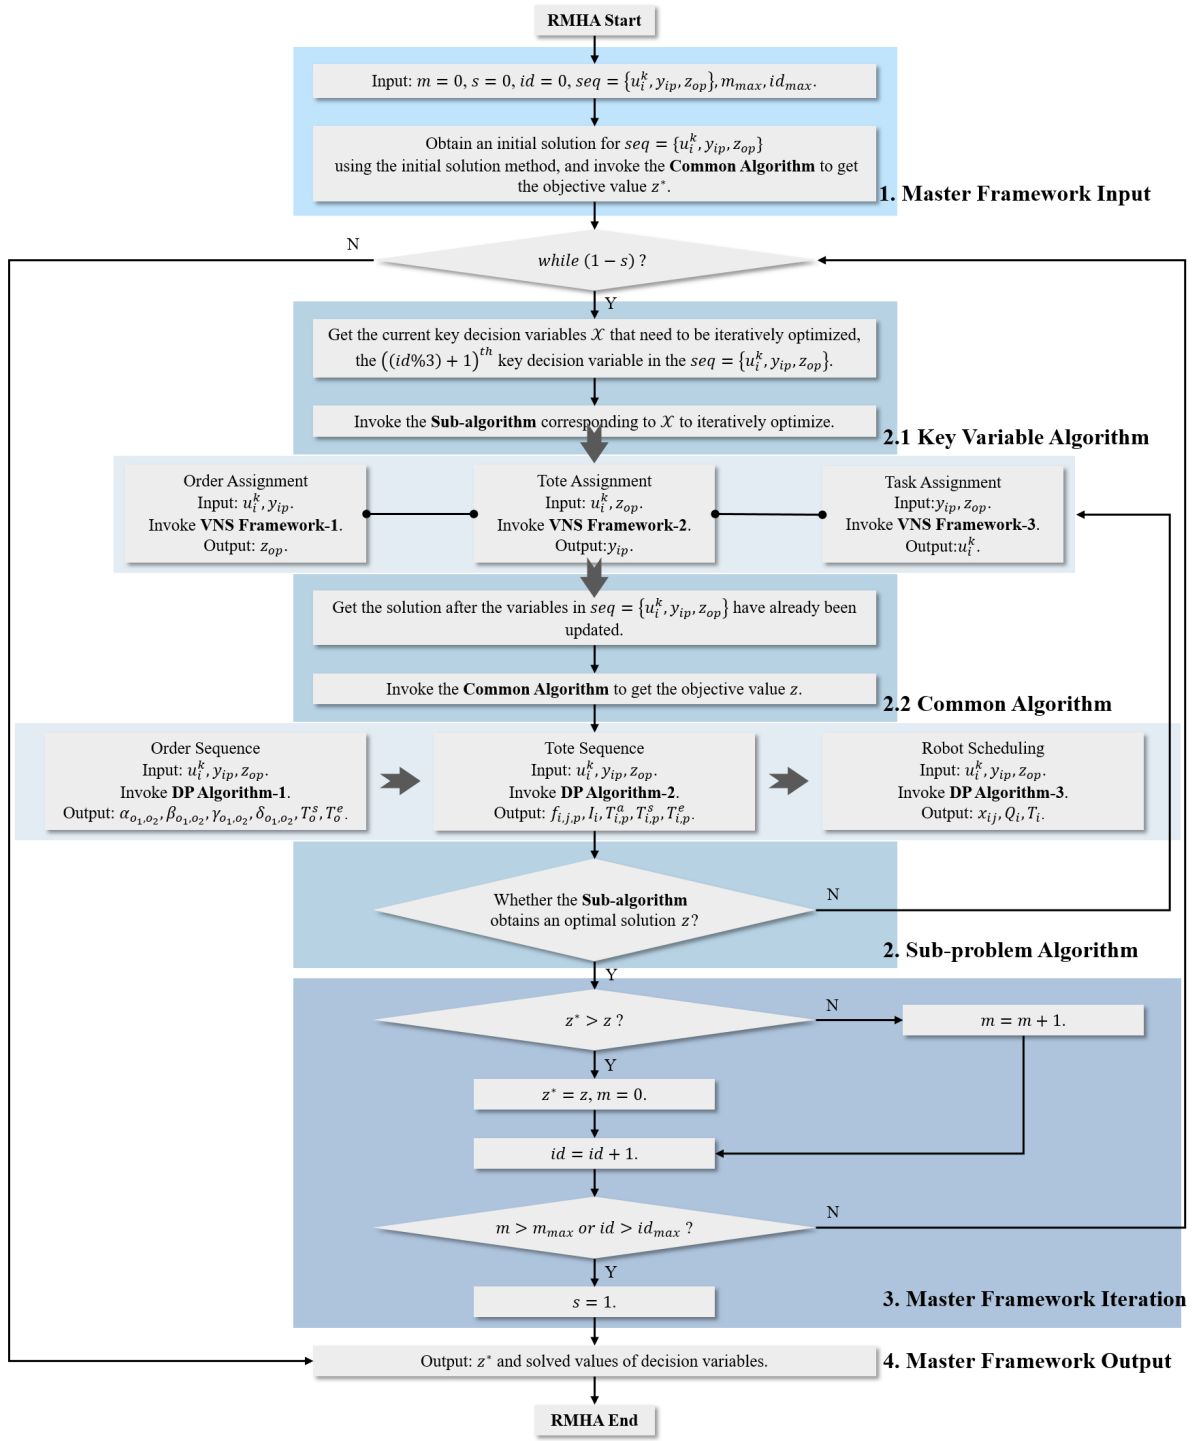 RMHA Start
Input: m = 0, s = 0, id = 0, seq = {u_i^k, y_ip, z_op}, m_max, id_max.
Obtain an initial solution for seq = {u_i^k, y_ip, z_op}
using the initial solution method, and invoke the Common Algorithm to get
the objective value z*.
1. Master Framework Input
N
while (1 − s) ?
Y
Get the current key decision variables 𝒳 that need to be iteratively optimized,
the ((id%3) + 1)^th key decision variable in the seq = {u_i^k, y_ip, z_op}.
Invoke the Sub-algorithm corresponding to 𝒳 to iteratively optimize.
2.1 Key Variable Algorithm
Order Assignment
Input: u_i^k, y_ip.
Invoke VNS Framework-1.
Output: z_op.
Tote Assignment
Input: u_i^k, z_op.
Invoke VNS Framework-2.
Output:y_ip.
Task Assignment
Input:y_ip, z_op.
Invoke VNS Framework-3.
Output:u_i^k.
Get the solution after the variables in seq = {u_i^k, y_ip, z_op} have already been
updated.
Invoke the Common Algorithm to get the objective value z.
2.2 Common Algorithm
Order Sequence
Input: u_i^k, y_ip, z_op.
Invoke DP Algorithm-1.
Output: α_o1,o2, β_o1,o2, γ_o1,o2, δ_o1,o2, T_o^s, T_o^e.
Tote Sequence
Input: u_i^k, y_ip, z_op.
Invoke DP Algorithm-2.
Output: f_i,j,p, I_i, T_i,p^a, T_i,p^s, T_i,p^e.
Robot Scheduling
Input: u_i^k, y_ip, z_op.
Invoke DP Algorithm-3.
Output: x_ij, Q_i, T_i.
Whether the Sub-algorithm
obtains an optimal solution z?
N
2. Sub-problem Algorithm
Y
z* > z ?
N
m = m + 1.
Y
z* = z, m = 0.
id = id + 1.
m > m_max or id > id_max ?
N
Y
s = 1.
3. Master Framework Iteration
Output: z* and solved values of decision variables.
4. Master Framework Output
RMHA End